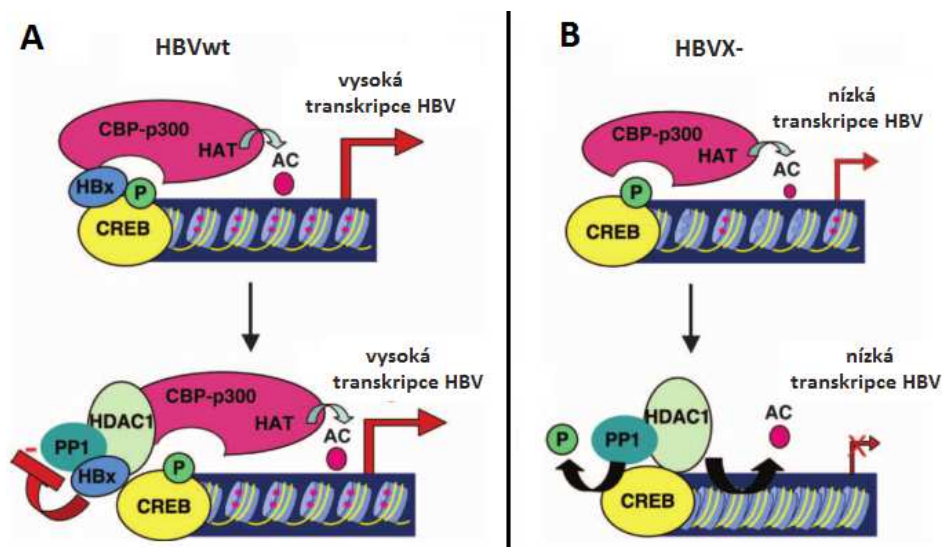 A
HBVwt
vysoká
transkripce HBV
CBP-p300
HAT
AC
HBx
P
CREB
vysoká
transkripce HBV
HDAC1
CBP-p300
HAT
AC
PP1
-
HBx
P
CREB
B
HBVX-
nízká
transkripce HBV
CBP-p300
HAT
AC
P
CREB
nízká
transkripce HBV
HDAC1
AC
P
PP1
CREB